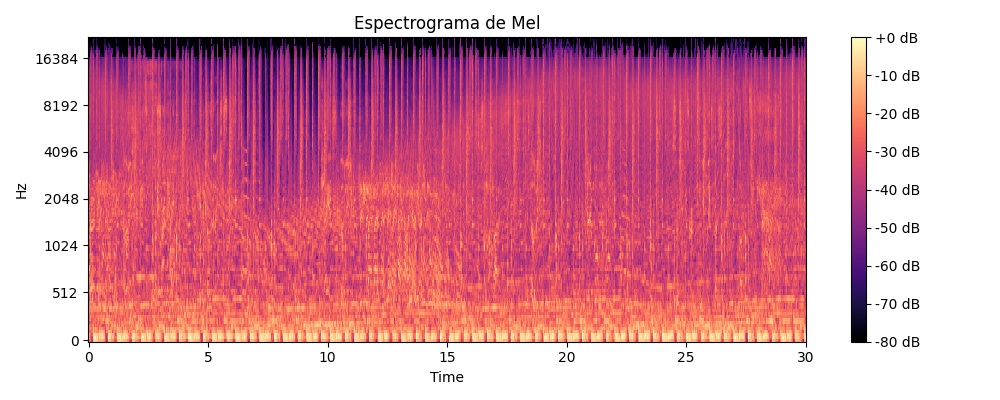 Espectrograma de Mel
Hz
16384
8192
4096
2048
1024
512
0
0 5 10 15 20 25 30
Time
+0 dB
-10 dB
-20 dB
-30 dB
-40 dB
-50 dB
-60 dB
-70 dB
-80 dB